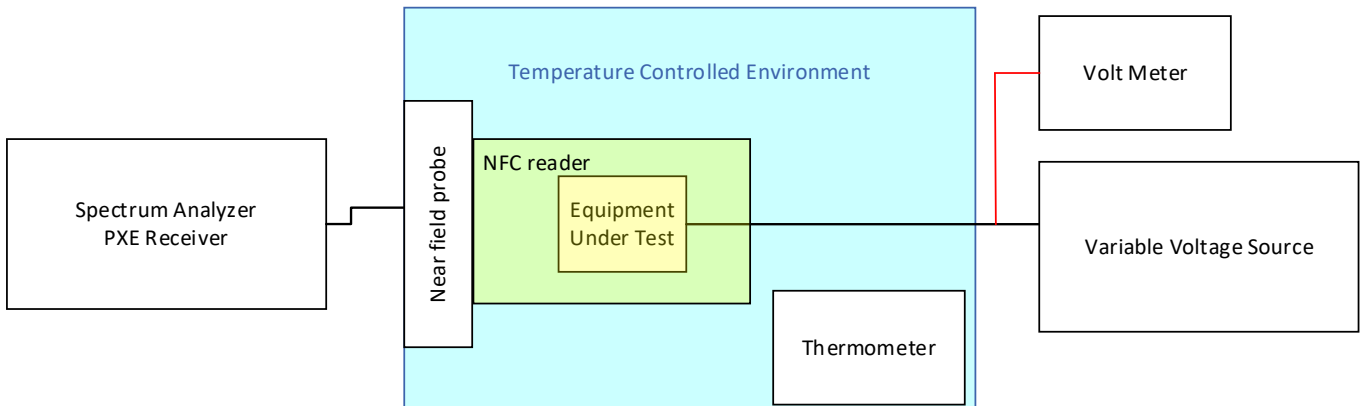 Temperature Controlled Environment
Volt Meter
NFC reader
Near field probe
Spectrum Analyzer
PXE Receiver
Equipment
Under Test
Variable Voltage Source
Thermometer